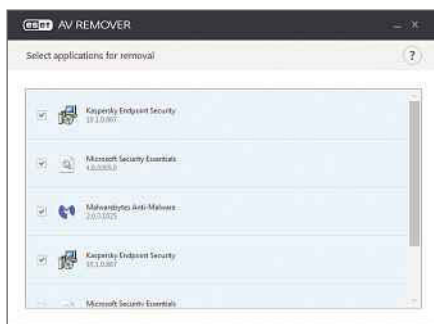 eset AV REMOVER
Select applications for removal
?
Kaspersky Endpoint Security
Microsoft Security Essentials
Malwarebytes Anti-Malware
Kaspersky Endpoint Security
Microsoft Security Essentials